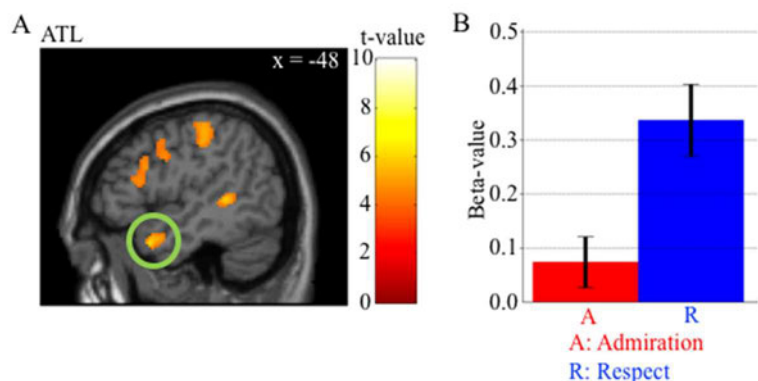 A
ATL
x = -48
t-value
10
8
6
4
2
0
B
Beta-value
0.5
0.4
0.3
0.2
0.1
0.0
A
R
A: Admiration
R: Respect